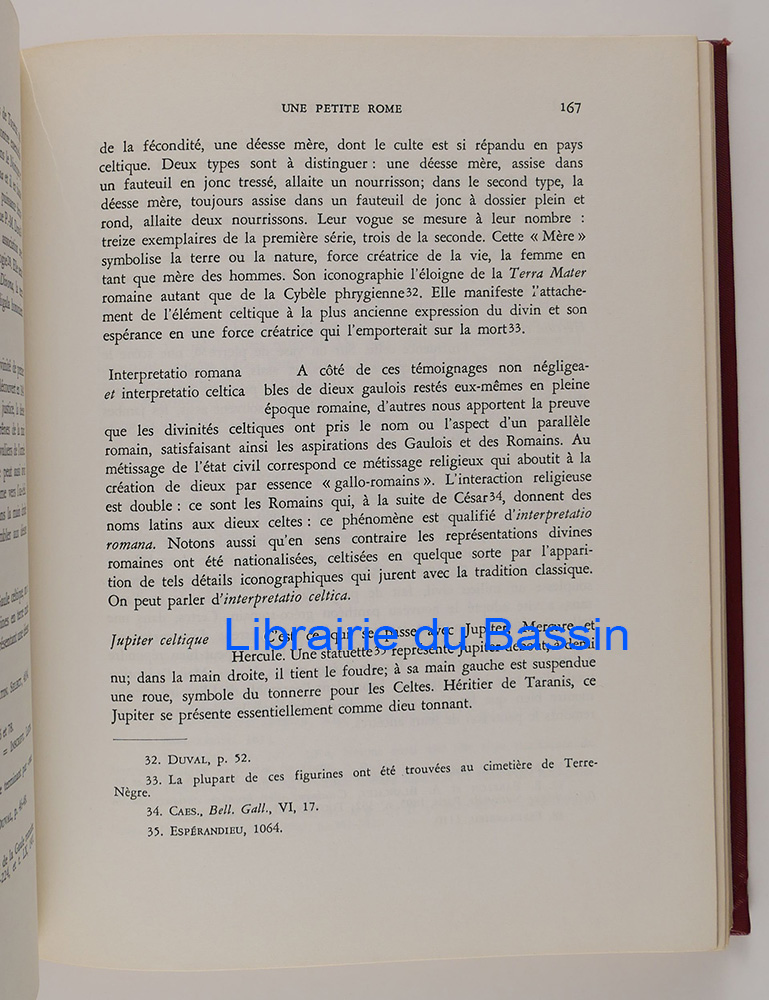 UNE PETITE ROME 167
de la fécondité, une déesse mère, dont le culte est si répandu en pays
celtique. Deux types sont à distinguer : une déesse mère, assise dans
un fauteuil en jonc tressé, allaite un nourrisson; dans le second type, la
déesse mère, toujours assise dans un fauteuil de jonc à dossier plein et
rond, allaite deux nourrissons. Leur vogue se mesure à leur nombre :
treize exemplaires de la première série, trois de la seconde. Cette « Mère »
symbolise la terre ou la nature, force créatrice de la vie, la femme en
tant que mère des hommes. Son iconographie l'éloigne de la Terra Mater
romaine autant que de la Cybèle phrygienne32. Elle manifeste l'attache-
ment de l'élément celtique à la plus ancienne expression du divin et son
espérance en une force créatrice qui l'emporterait sur la mort33.
Interpretatio romana
et interpretatio celtica
A côté de ces témoignages non négligea-
bles de dieux gaulois restés eux-mêmes en pleine
époque romaine, d'autres nous apportent la preuve
que les divinités celtiques ont pris le nom ou l'aspect d'un parallèle
romain, satisfaisant ainsi les aspirations des Gaulois et des Romains. Au
métissage de l'état civil correspond ce métissage religieux qui aboutit à la
création de dieux par essence « gallo-romains ». L'interaction religieuse
est double : ce sont les Romains qui, à la suite de César34, donnent des
noms latins aux dieux celtes : ce phénomène est qualifié d'interpretatio
romana. Notons aussi qu'en sens contraire les représentations divines
romaines ont été nationalisées, celtisées en quelque sorte par l'appari-
tion de tels détails iconographiques qui jurent avec la tradition classique.
On peut parler d'interpretatio celtica.
Jupiter celtique C'est ce qui se passe avec Jupiter, Mercure et
Librairie du Bassin
Hercule. Une statuette35 représente Jupiter debout, à demi
nu; dans la main droite, il tient le foudre; à sa main gauche est suspendue
une roue, symbole du tonnerre pour les Celtes. Héritier de Taranis, ce
Jupiter se présente essentiellement comme dieu tonnant.
32. DUVAL, p. 52.
33. La plupart de ces figurines ont été trouvées au cimetière de Terre-
Nègre.
34. CAES., Bell. Gall., VI, 17.
35. ESPÉRANDIEU, 1064.